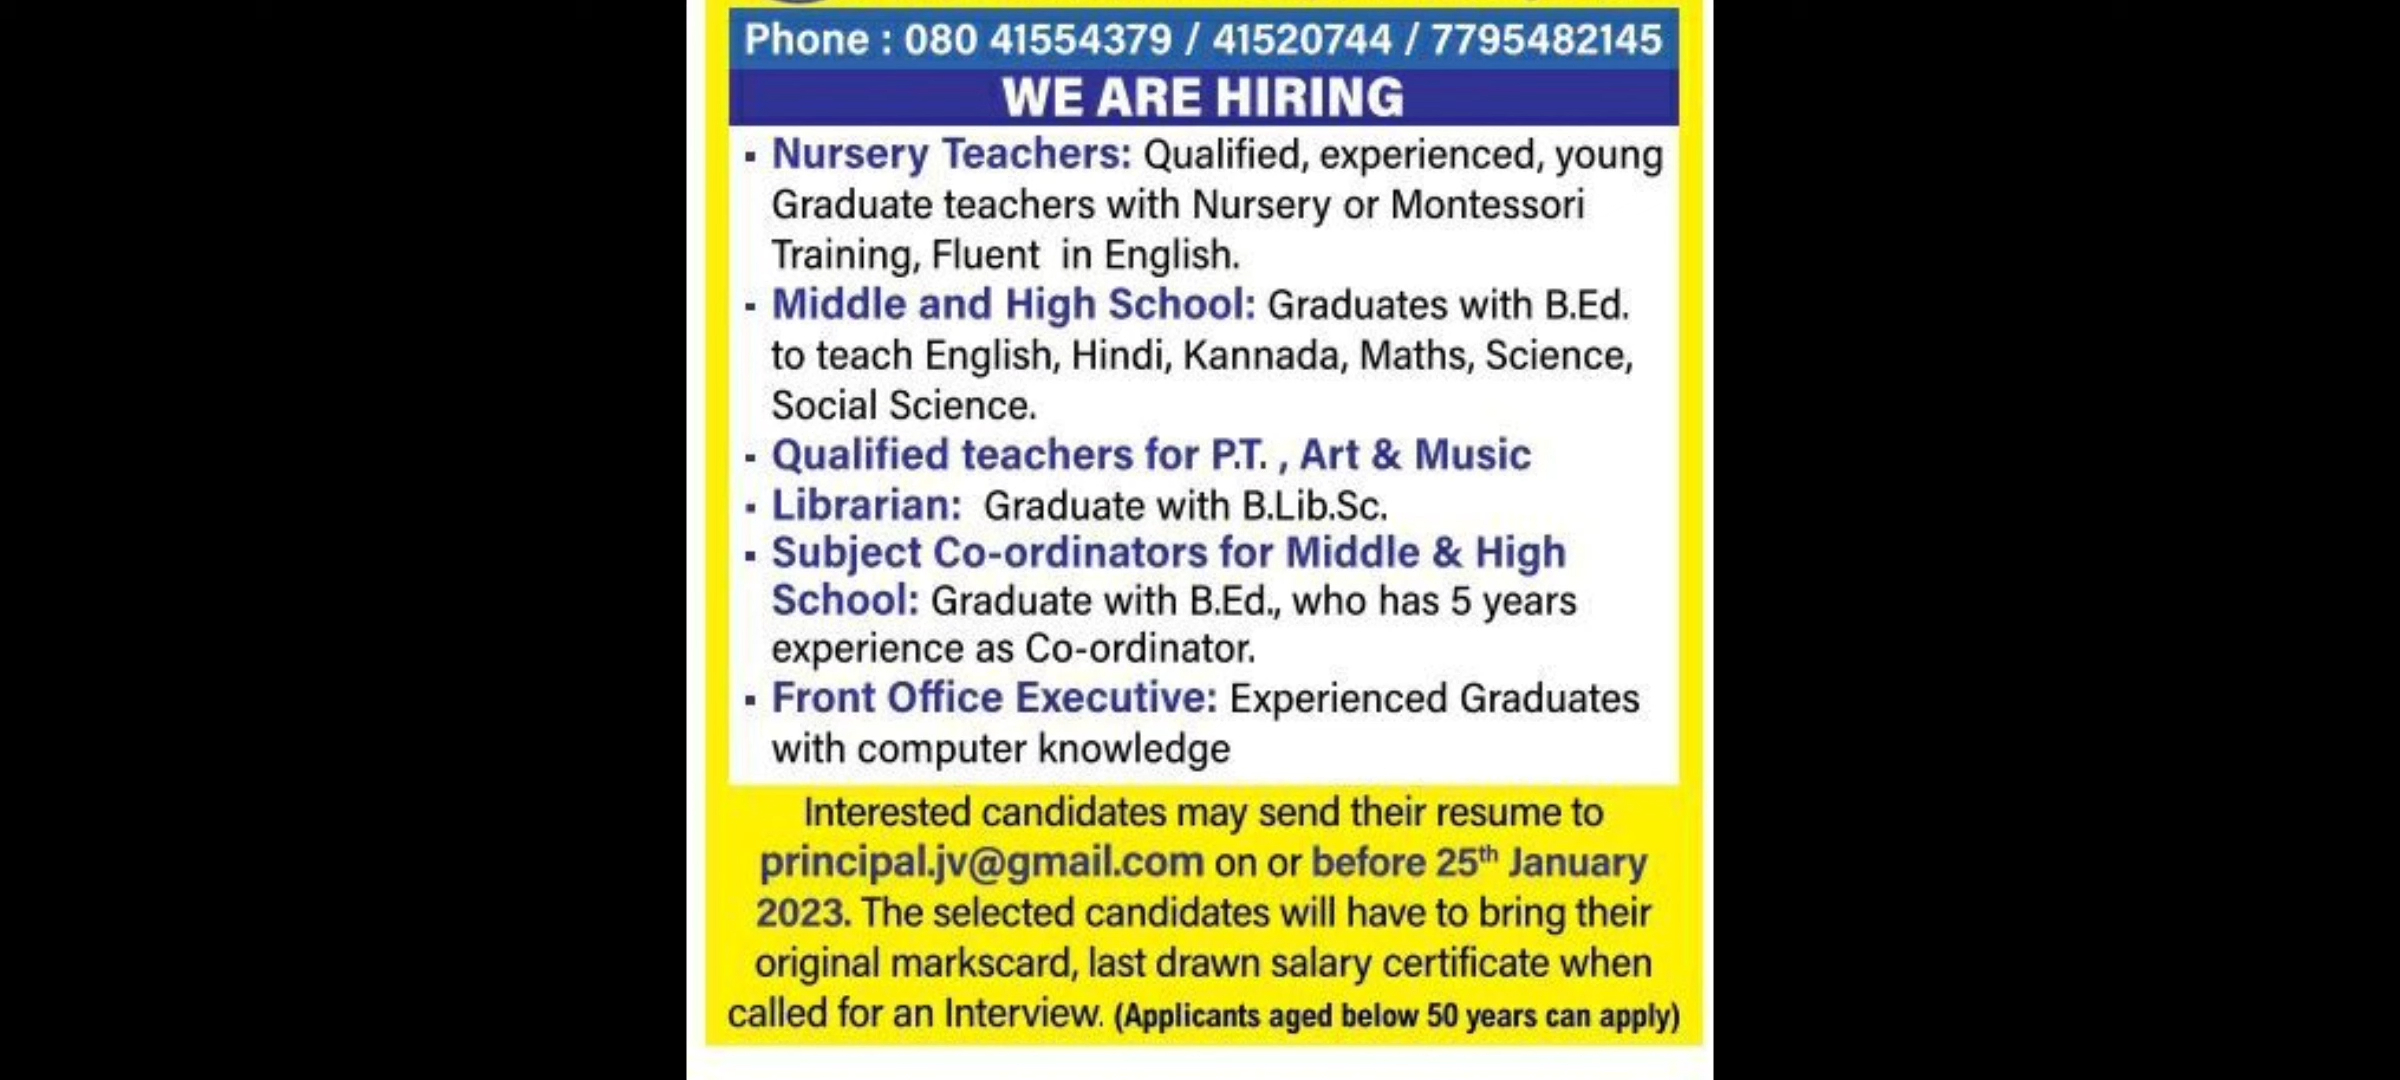 Phone : 080 41554379 / 41520744 / 7795482145
WE ARE HIRING
▪ Nursery Teachers: Qualified, experienced, young
Graduate teachers with Nursery or Montessori
Training, Fluent in English.
- Middle and High School: Graduates with B.Ed.
to teach English, Hindi, Kannada, Maths, Science,
Social Science.
- Qualified teachers for P.T. , Art & Music
▪ Librarian: Graduate with B.Lib.Sc.
▪ Subject Co-ordinators for Middle & High
School: Graduate with B.Ed., who has 5 years
experience as Co-ordinator.
▪ Front Office Executive: Experienced Graduates
with computer knowledge
Interested candidates may send their resume to
principal.jv@gmail.com on or before 25th January
2023. The selected candidates will have to bring their
original markscard, last drawn salary certificate when
called for an Interview. (Applicants aged below 50 years can apply)